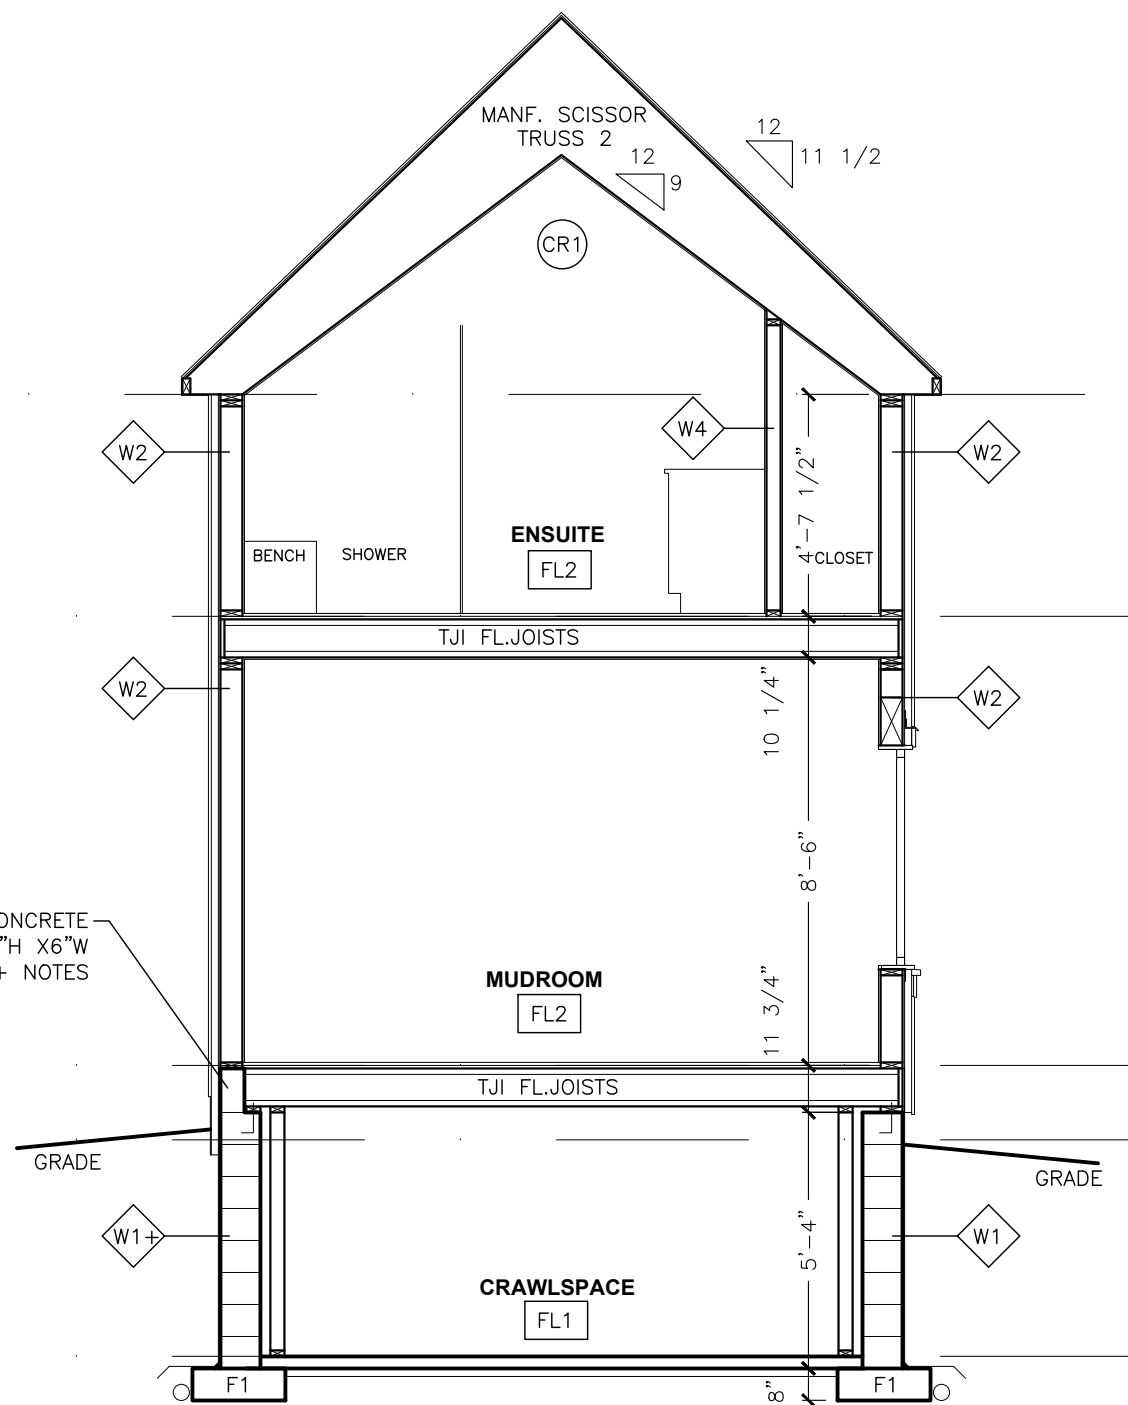 MANF. SCISSOR
TRUSS 2
12
11 1/2
12
9
CR1
W2
W4
W2
4'-7 1/2"
ENSUITE
BENCH
SHOWER
FL2
CLOSET
TJI FL.JOISTS
W2
10 1/4"
W2
8'-6"
ONCRETE
"H X6"W
+ NOTES
MUDROOM
FL2
11 3/4"
TJI FL.JOISTS
GRADE
GRADE
W1+
5'-4"
W1
CRAWLSPACE
FL1
F1
8"
F1